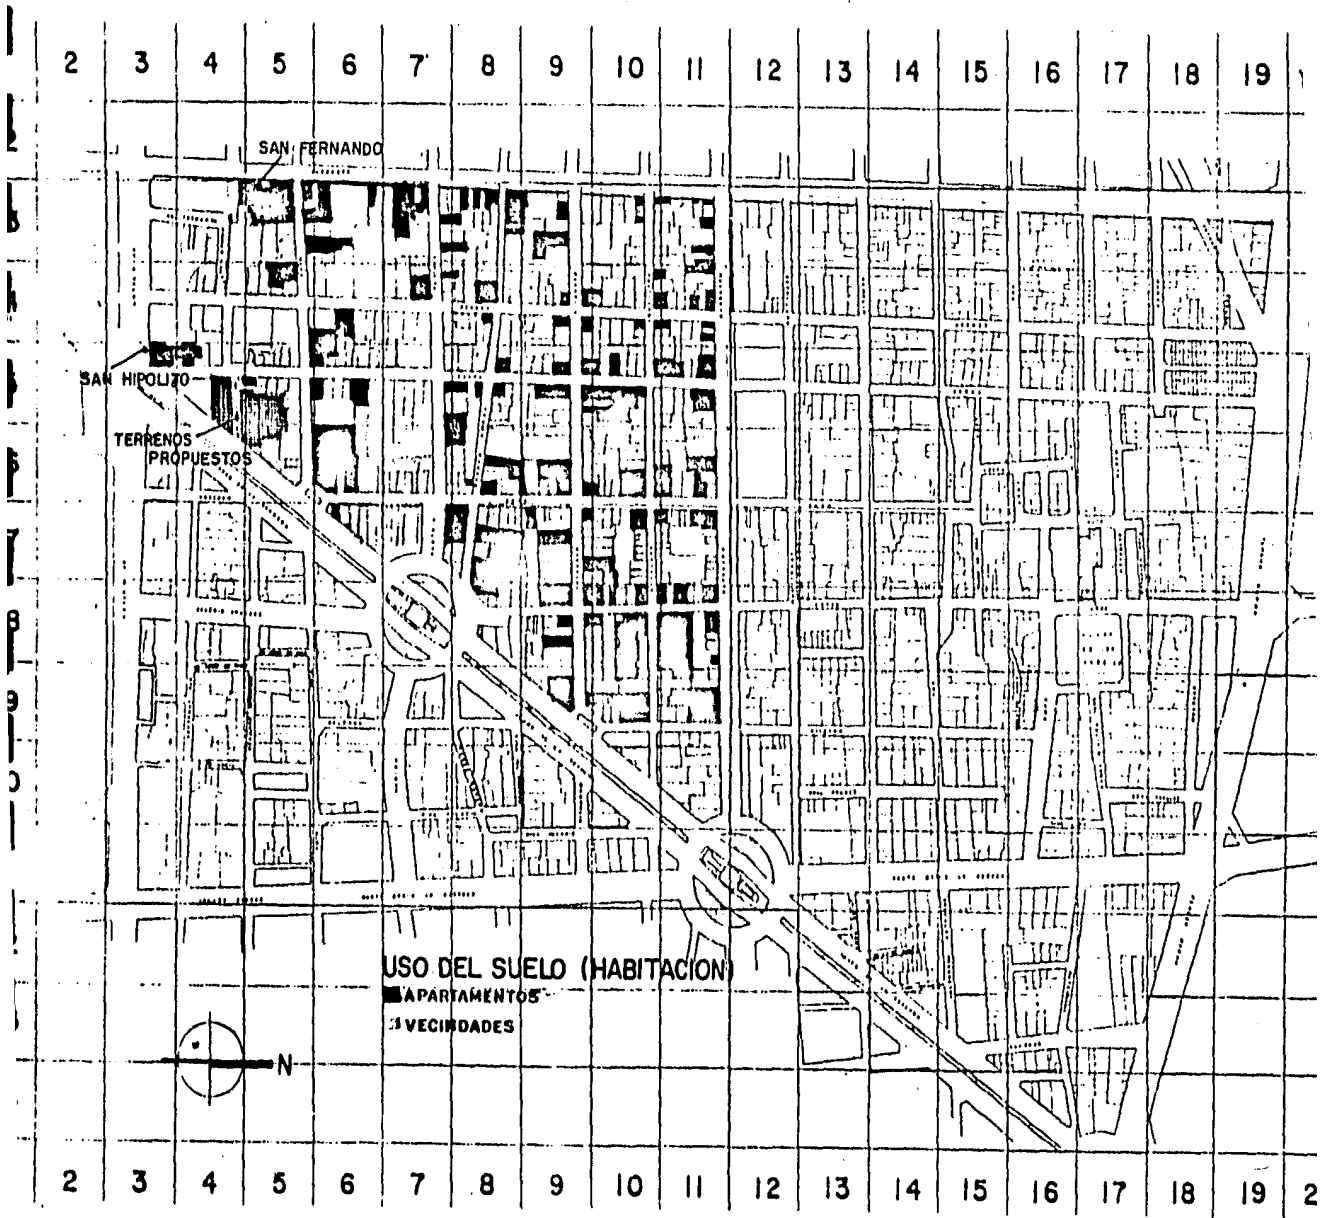 2 3 4 5 6 7 8 9 10 11 12 13 14 15 16 17 18 19
SAN FERNANDO
SAN HIPOLITO
TERRENOS
PROPUESTOS
USO DEL SUELO (HABITACION)
APARTAMENTOS
VECINDADES
N
2 3 4 5 6 7 8 9 10 11 12 13 14 15 16 17 18 19 2